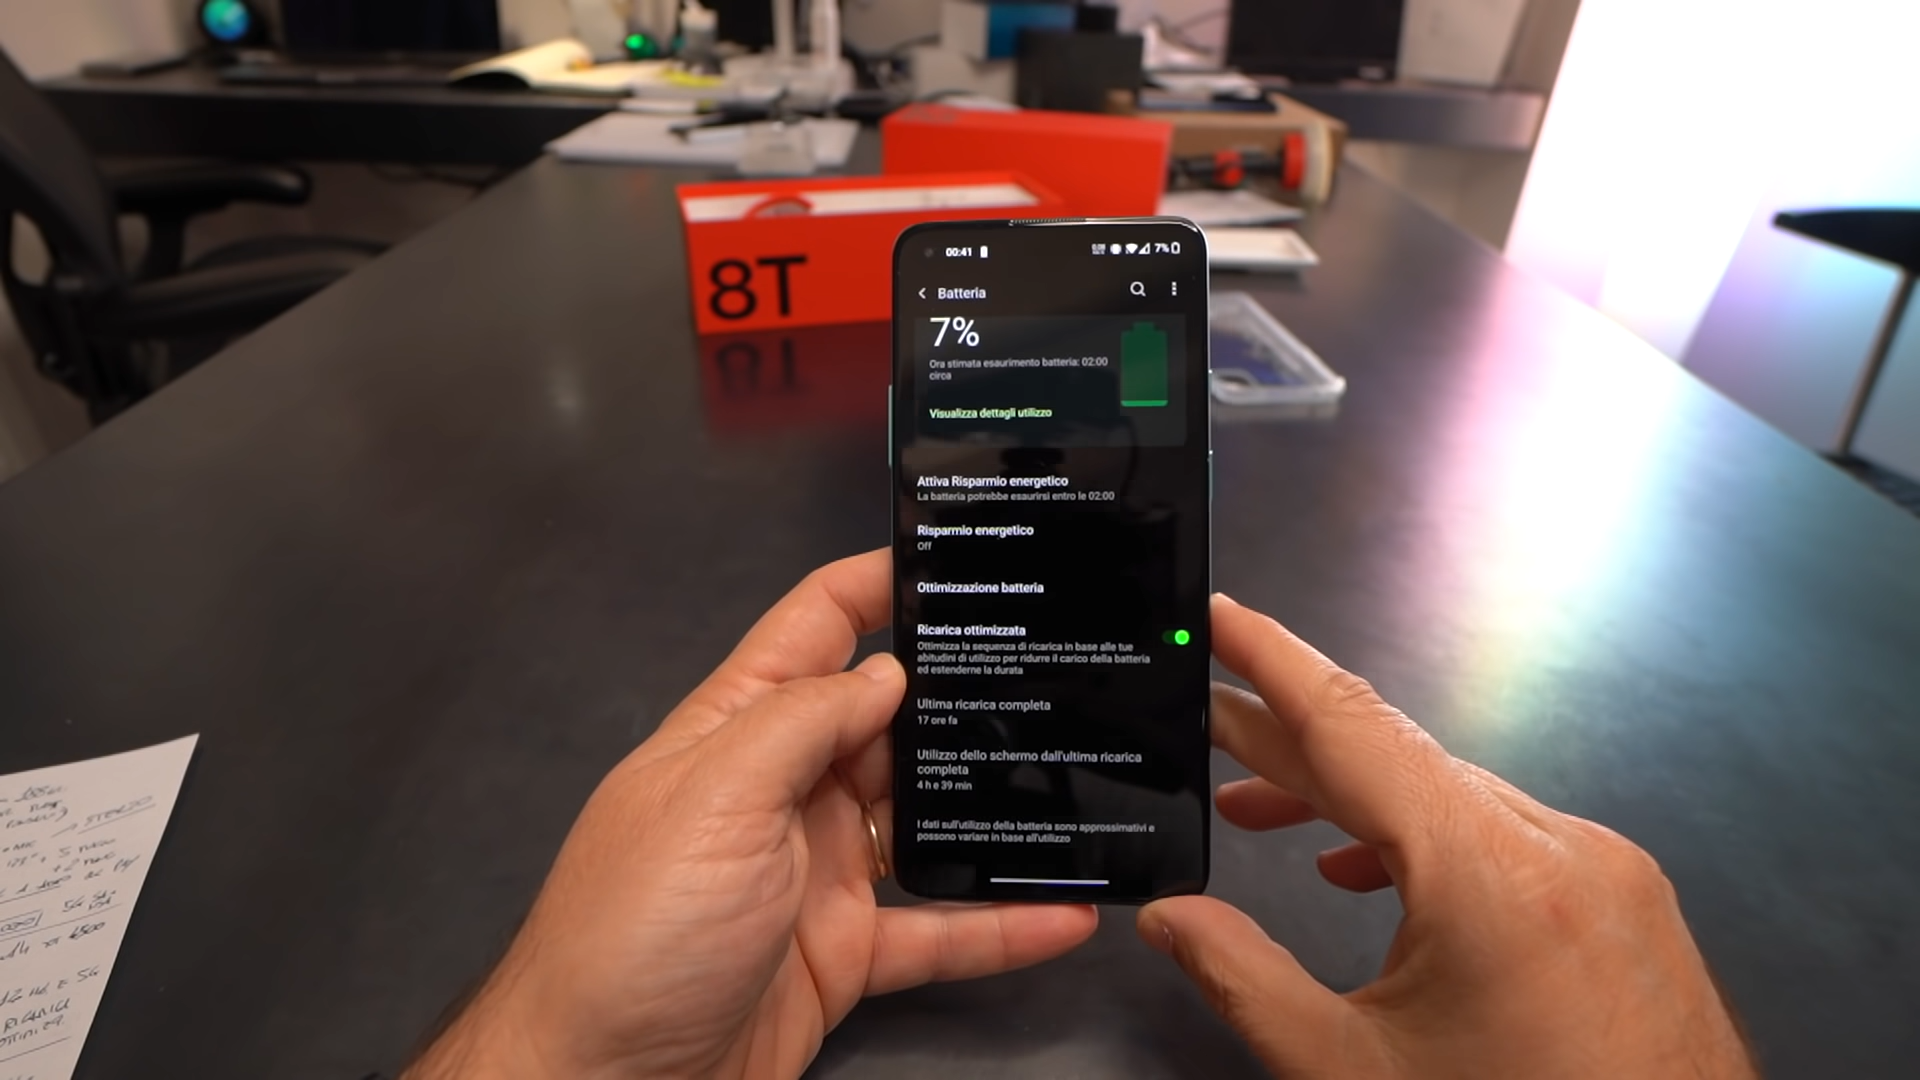 8T
00:41
7%
Batteria
7%
Ora stimata esaurimento batteria: 02:00
circa
Visualizza dettagli utilizzo
Attiva Risparmio energetico
La batteria potrebbe esaurirsi entro le 02:00
Risparmio energetico
Off
Ottimizzazione batteria
Ricarica ottimizzata
Ottimizza la sequenza di ricarica in base alle tue
abitudini di utilizzo per ridurre il carico della batteria
ed estenderne la durata
Ultima ricarica completa
17 ore fa
Utilizzo dello schermo dall'ultima ricarica
completa
4 h e 39 min
I dati sull'utilizzo della batteria sono approssimativi e
possono variare in base all'utilizzo
STEREO
4500
5G